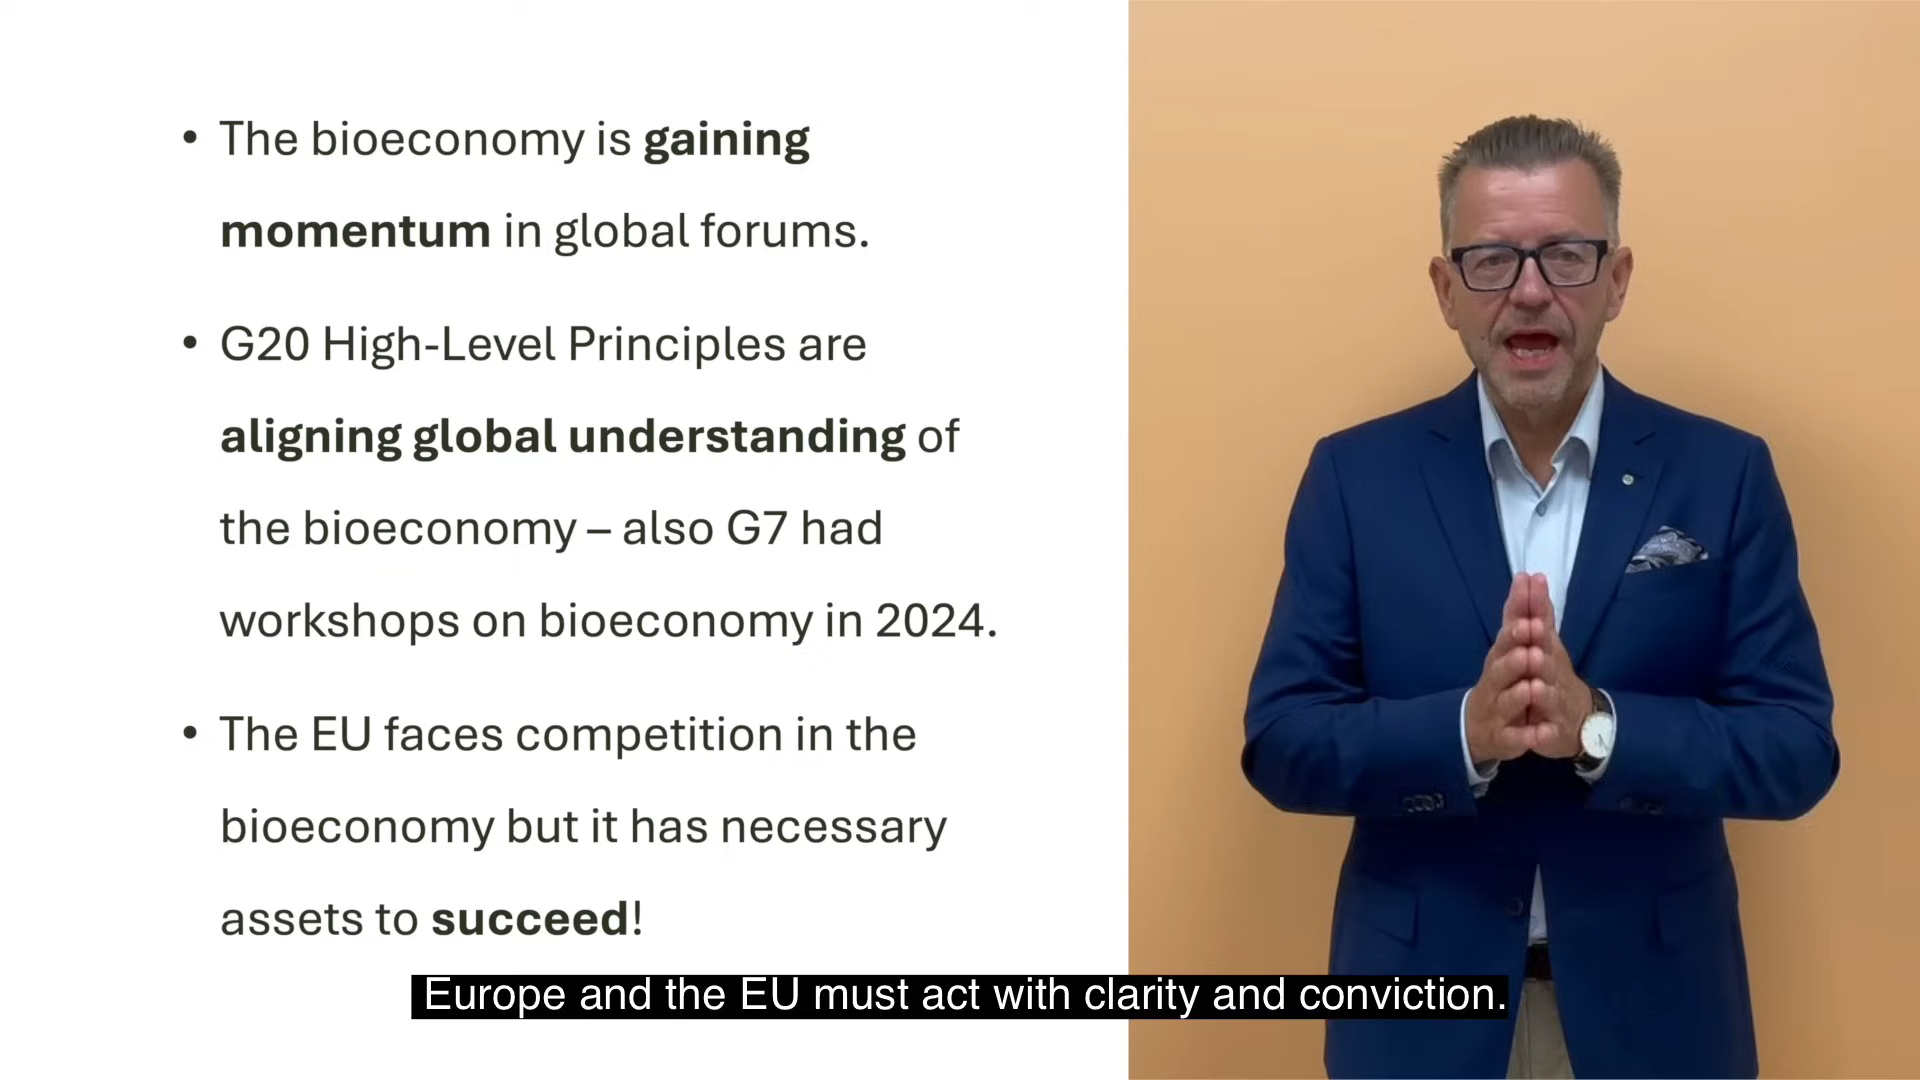 • The bioeconomy is gaining
momentum in global forums.
• G20 High-Level Principles are
aligning global understanding of
the bioeconomy – also G7 had
workshops on bioeconomy in 2024.
• The EU faces competition in the
bioeconomy but it has necessary
assets to succeed!
Europe and the EU must act with clarity and conviction.